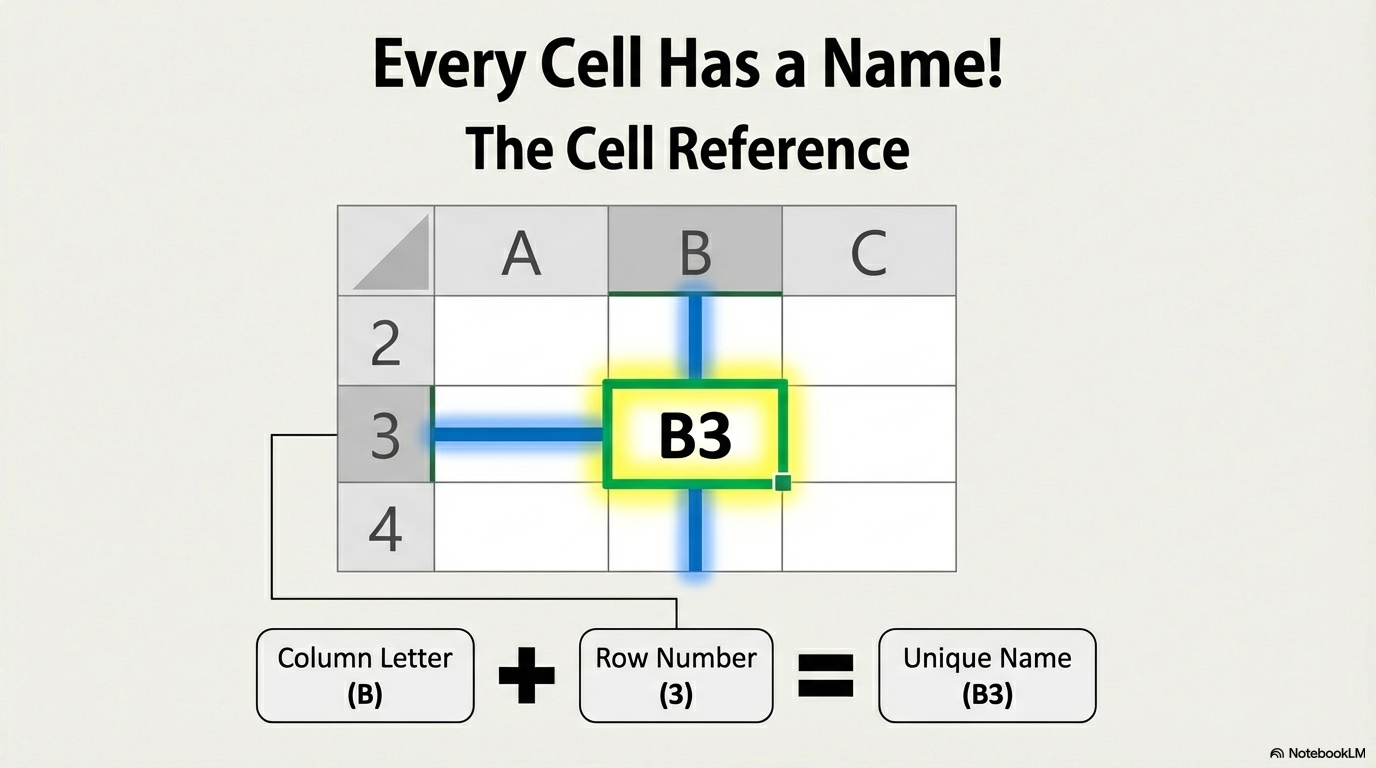 Every Cell Has a Name!
The Cell Reference
A B C
2
3 B3
4
Column Letter
(B)
+
Row Number
(3)
=
Unique Name
(B3)
NotebookLM